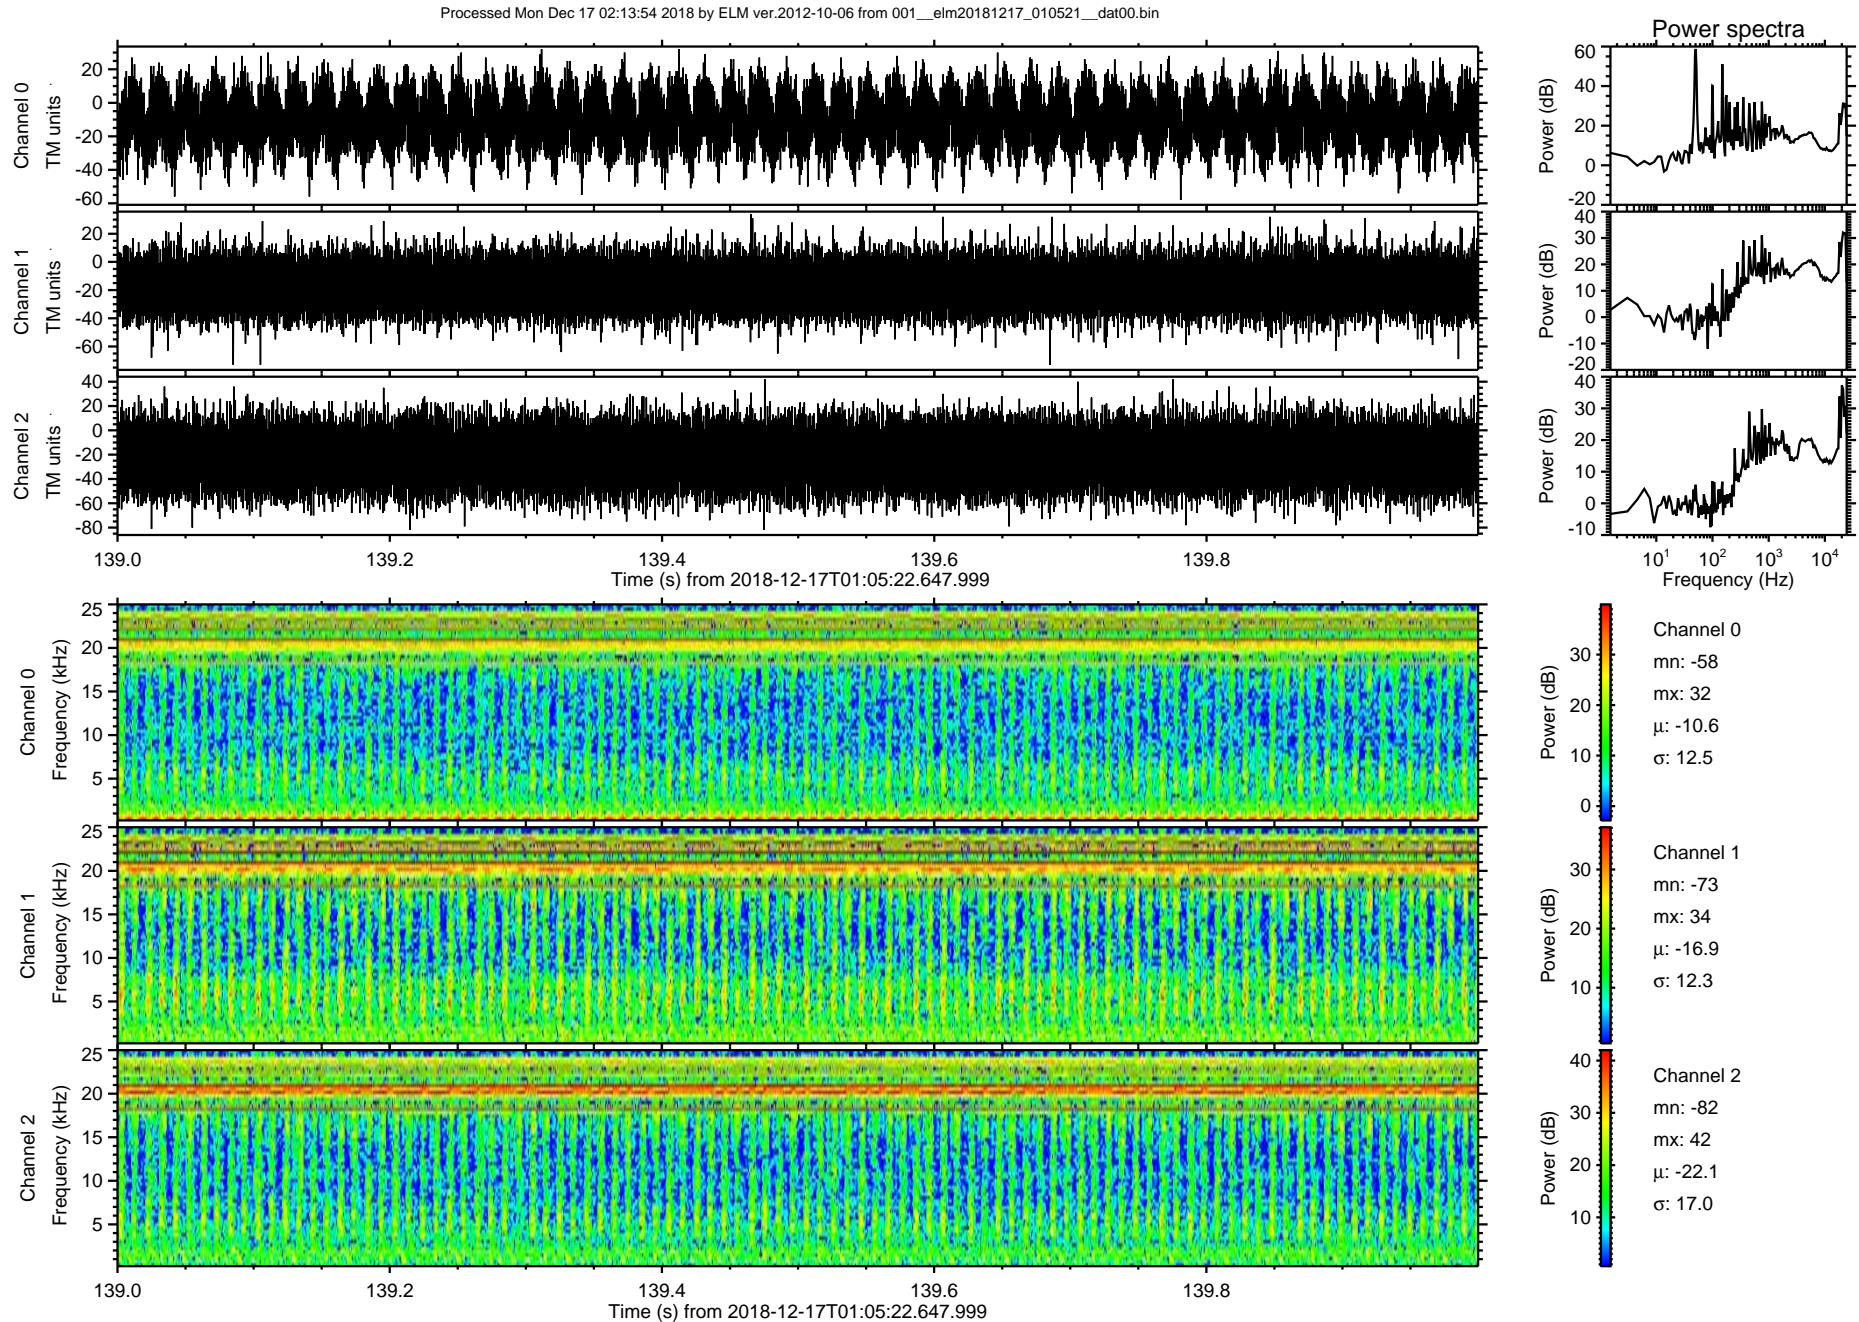 Processed Mon Dec 17 02:13:54 2018 by ELM ver.2012-10-06 from 001__elm20181217_010521__dat00.bin
Power spectra
Channel 0
TM units
20
0
-20
-40
-60
Power (dB)
60
40
20
0
-20
Channel 1
TM units
20
0
-20
-40
-60
Power (dB)
40
30
20
10
0
-10
-20
Channel 2
TM units
40
20
0
-20
-40
-60
-80
Power (dB)
40
30
20
10
0
-10
139.0 139.2 139.4 139.6 139.8
Time (s) from 2018-12-17T01:05:22.647.999
10¹ 10² 10³ 10⁴
Frequency (Hz)
Channel 0
Frequency (kHz)
25
20
15
10
5
Power (dB)
30
20
10
0
Channel 0
mn: -58
mx: 32
μ: -10.6
σ: 12.5
Channel 1
Frequency (kHz)
25
20
15
10
5
Power (dB)
30
20
10
Channel 1
mn: -73
mx: 34
μ: -16.9
σ: 12.3
Channel 2
Frequency (kHz)
25
20
15
10
5
Power (dB)
40
30
20
10
Channel 2
mn: -82
mx: 42
μ: -22.1
σ: 17.0
139.0 139.2 139.4 139.6 139.8
Time (s) from 2018-12-17T01:05:22.647.999